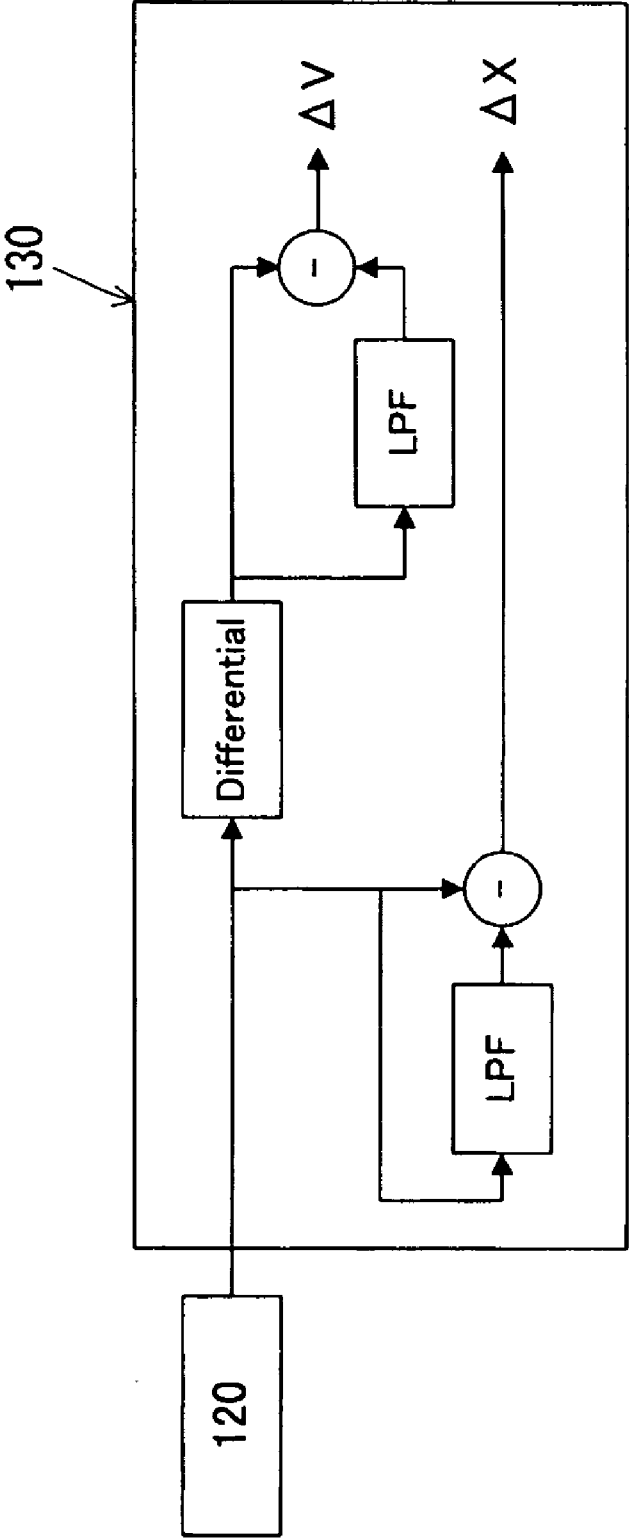 130
120
Differential
LPF
-
ΔV
LPF
-
ΔX